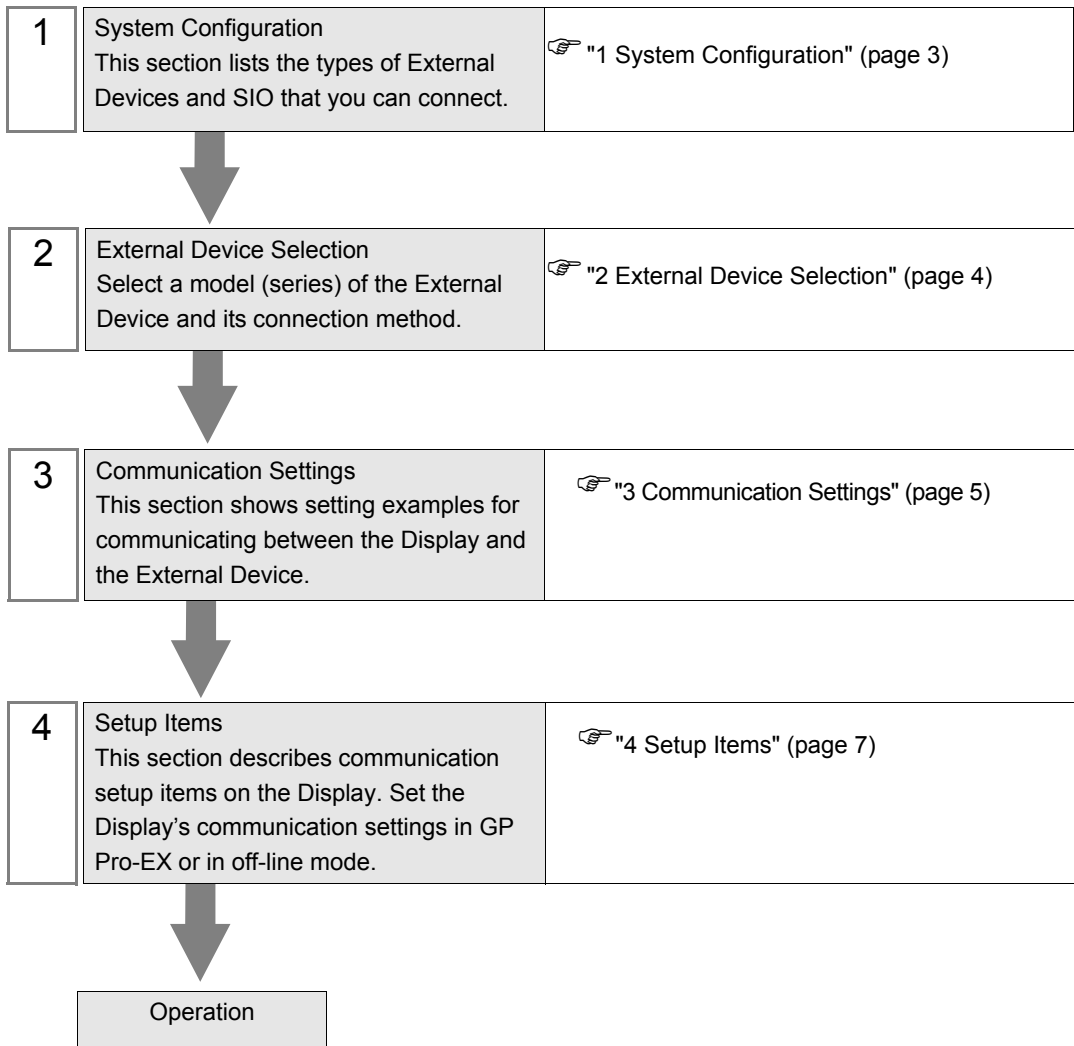 1
System Configuration
This section lists the types of External
Devices and SIO that you can connect.
"1 System Configuration" (page 3)
2
External Device Selection
Select a model (series) of the External
Device and its connection method.
"2 External Device Selection" (page 4)
3
Communication Settings
This section shows setting examples for
communicating between the Display and
the External Device.
"3 Communication Settings" (page 5)
4
Setup Items
This section describes communication
setup items on the Display. Set the
Display’s communication settings in GP
Pro-EX or in off-line mode.
"4 Setup Items" (page 7)
Operation